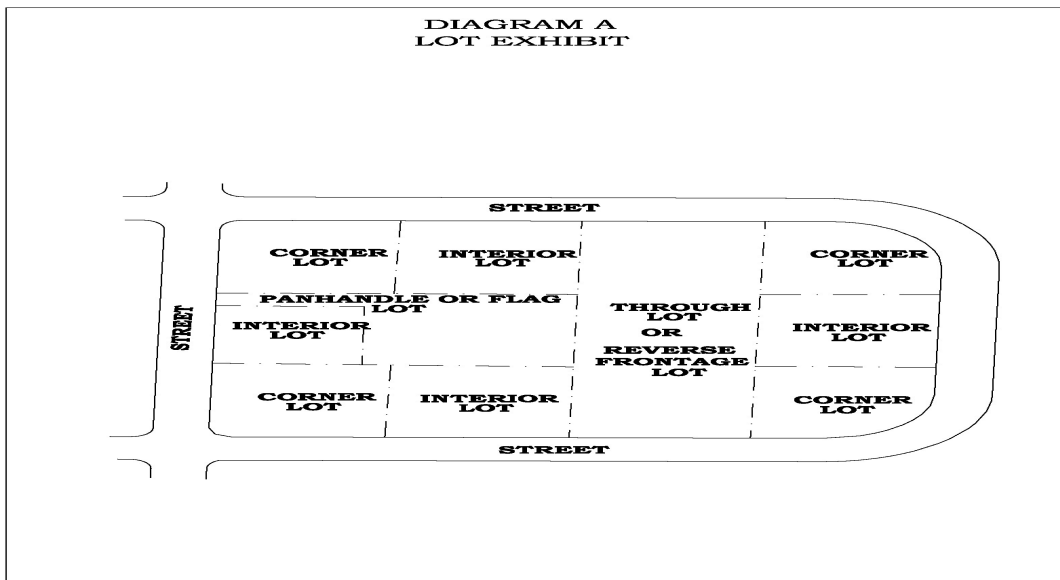 DIAGRAM A
LOT EXHIBIT
STREET
CORNER
LOT
INTERIOR
LOT
CORNER
LOT
PANHANDLE OR FLAG
LOT
THROUGH
LOT
OR
REVERSE
FRONTAGE
LOT
STREET
INTERIOR
LOT
INTERIOR
LOT
CORNER
LOT
INTERIOR
LOT
CORNER
LOT
STREET